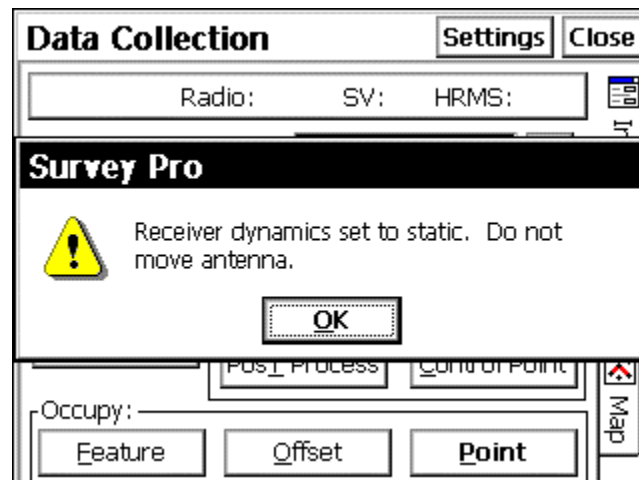 Data Collection
Settings
Close
Radio: SV: HRMS:
Survey Pro
Receiver dynamics set to static. Do not
move antenna.
OK
Post Process
Control Point
Map
Occupy:
Feature
Offset
Point